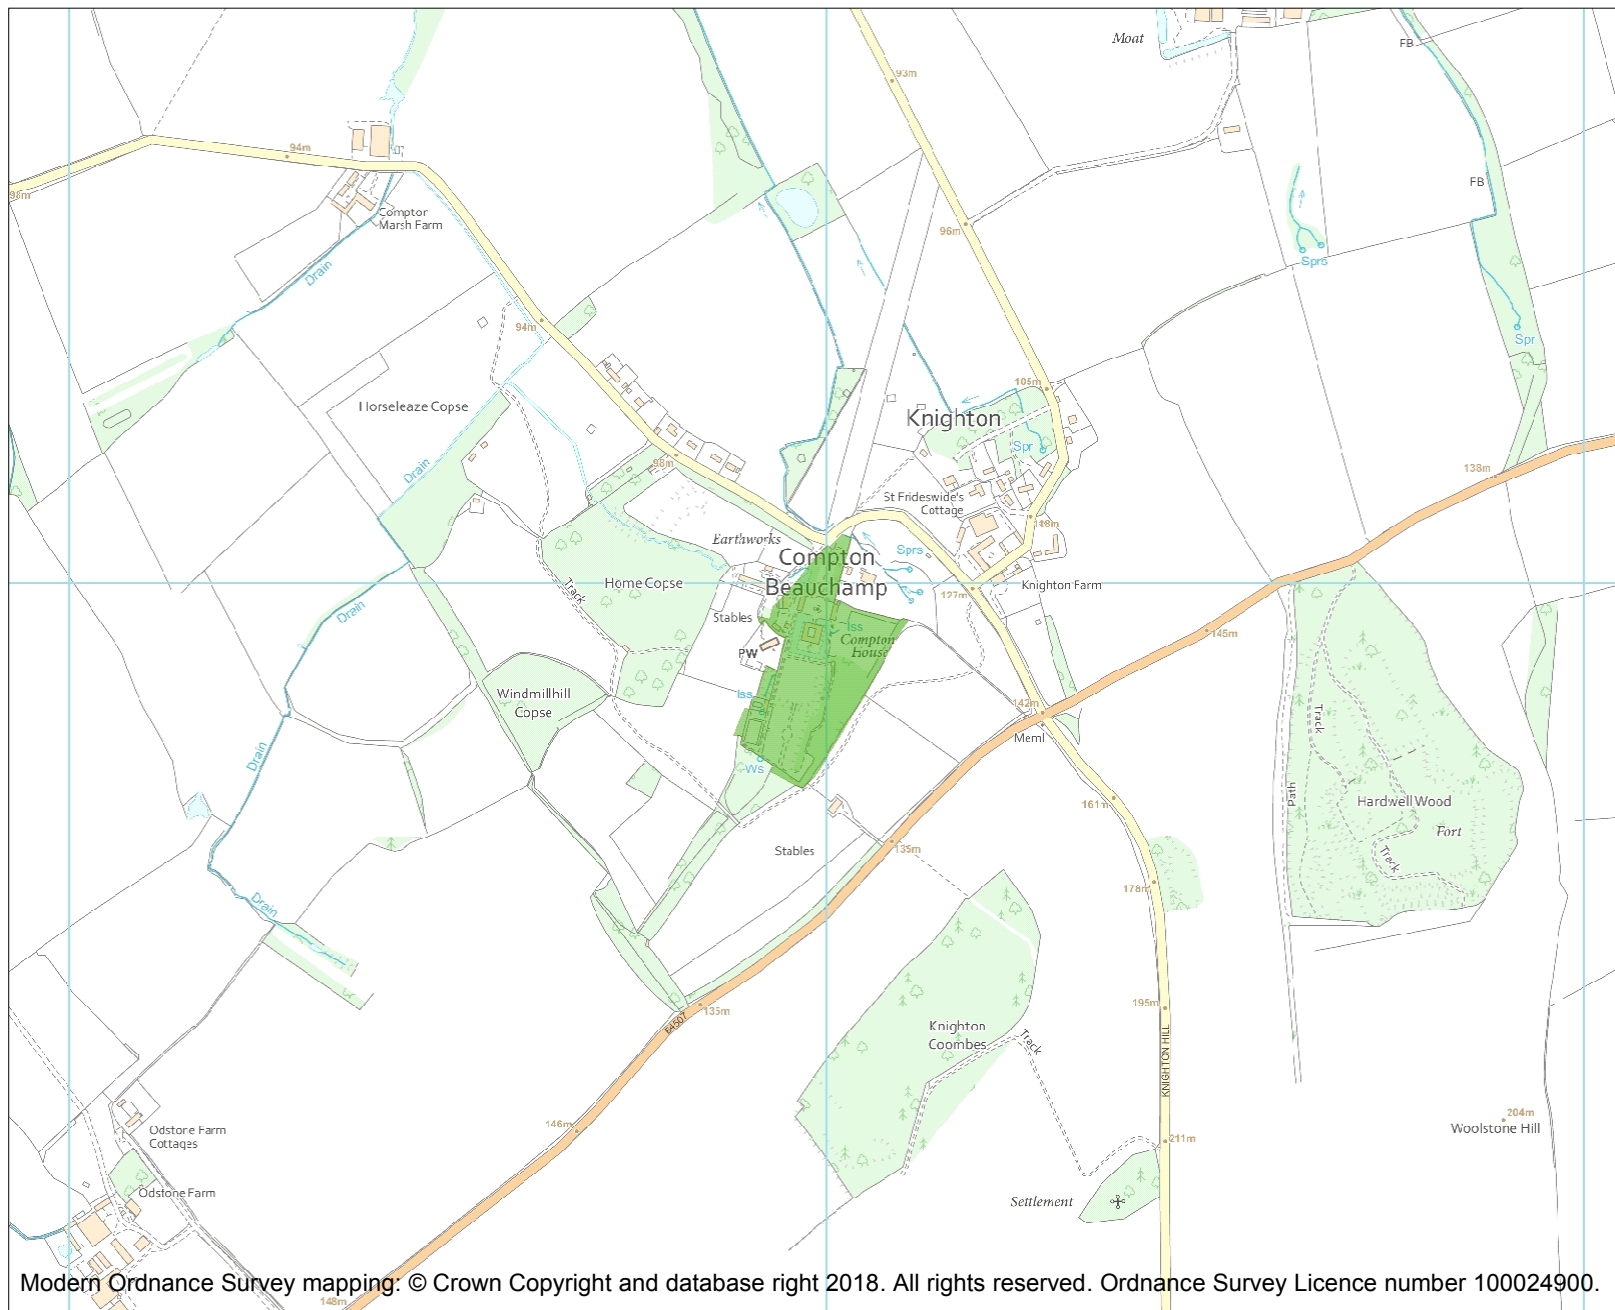 Moat
FB
93m
94m
98m
FB
Compton
Marsh Farm
96m
Sprs
Drain
94m
Spr
105m
Horseleaze Copse
Knighton
Spr
98m
138m
Drain
St Frideswide's
Cottage
118m
Earthworks
Compton
Beauchamp
Sprs
Home Copse
Track
Knighton Farm
127m
Drain
Stables
Iss
Compton
House
145m
PW
Iss
Windmillhill
Copse
142m
Meml
Track
Drain
Ws
Path
161m
Hardwell Wood
Fort
Stables
135m
Track
178m
Drain
195m
135m
B4507
Knighton
Coombes
Track
KNIGHTON HILL
204m
Woolstone Hill
146m
Odstone Farm
Cottages
211m
Odstone Farm
Settlement
Modern Ordnance Survey mapping: © Crown Copyright and database right 2018. All rights reserved. Ordnance Survey Licence number 100024900.
148m